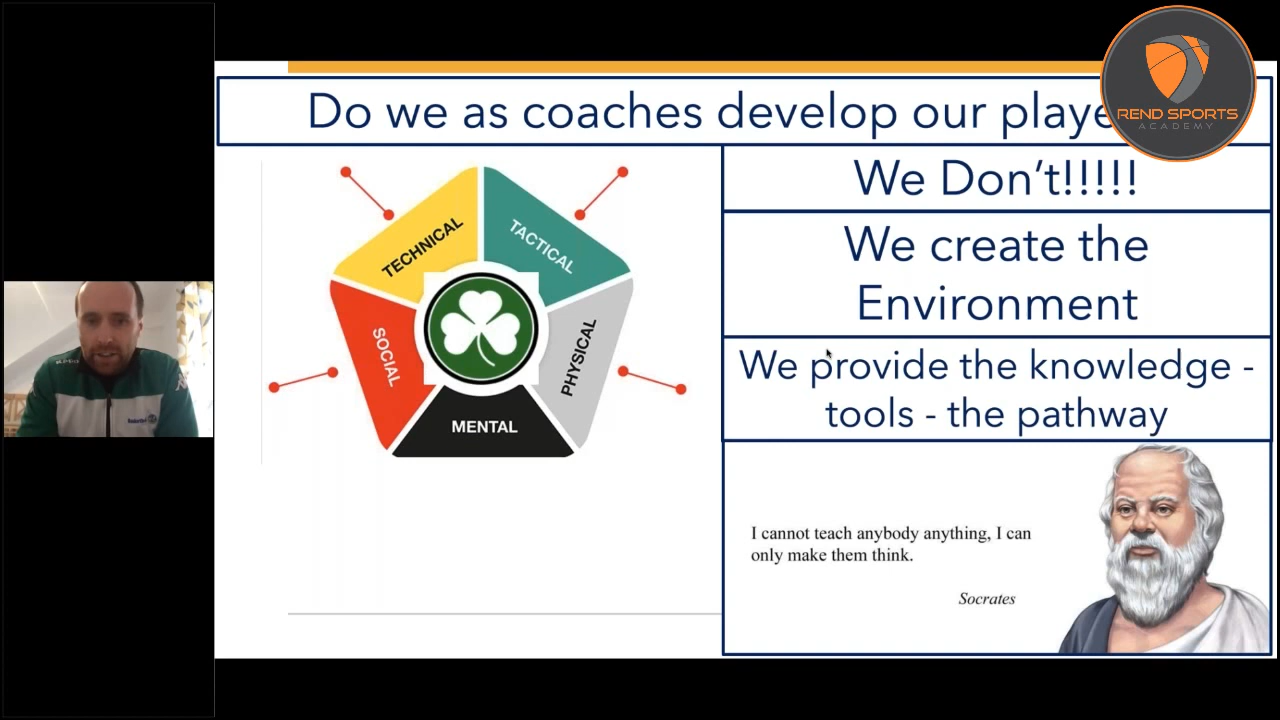 Do we as coaches develop our playe
REND SPORTS
ACADEMY
We Don't!!!!!
We create the
Environment
We provide the knowledge -
tools - the pathway
TECHNICAL
TACTICAL
SOCIAL
PHYSICAL
MENTAL
I cannot teach anybody anything, I can
only make them think.
Socrates